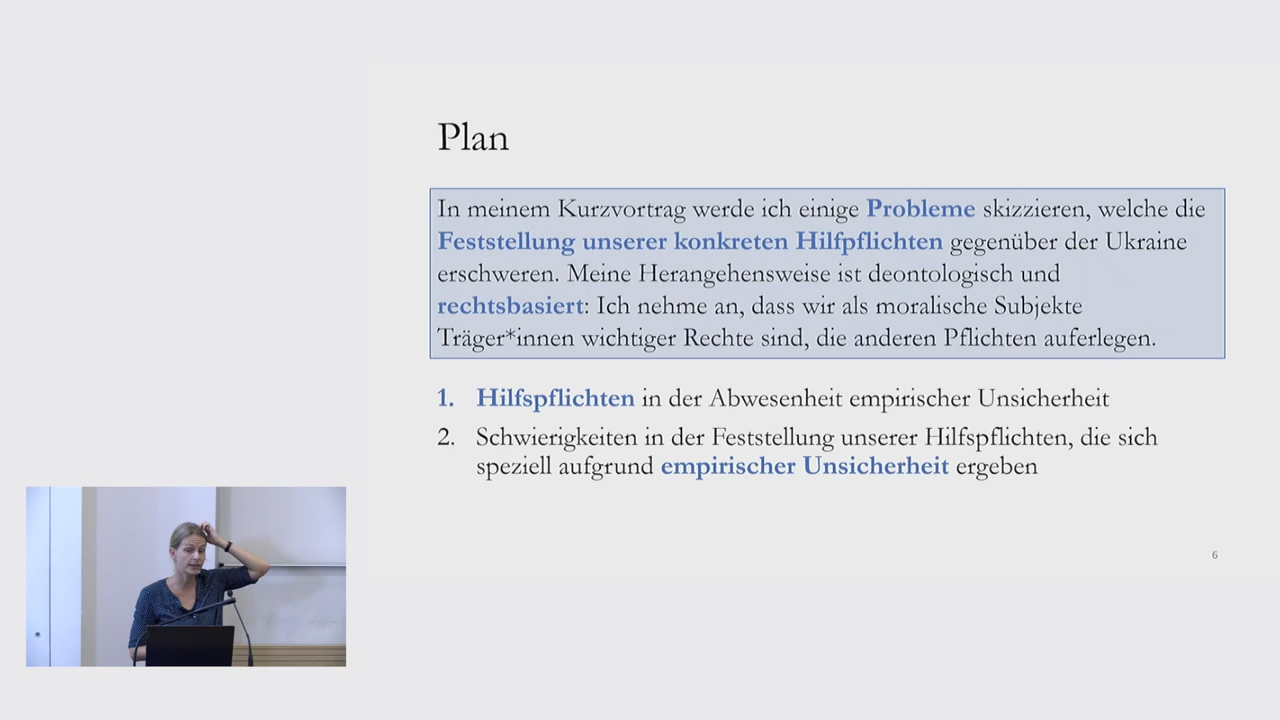 Plan
In meinem Kurzvortrag werde ich einige Probleme skizzieren, welche die
Feststellung unserer konkreten Hilfpflichten gegenüber der Ukraine
erschweren. Meine Herangehensweise ist deontologisch und
rechtsbasiert: Ich nehme an, dass wir als moralische Subjekte
Träger*innen wichtiger Rechte sind, die anderen Pflichten auferlegen.
1. Hilfspflichten in der Abwesenheit empirischer Unsicherheit
2. Schwierigkeiten in der Feststellung unserer Hilfspflichten, die sich
speziell aufgrund empirischer Unsicherheit ergeben
6